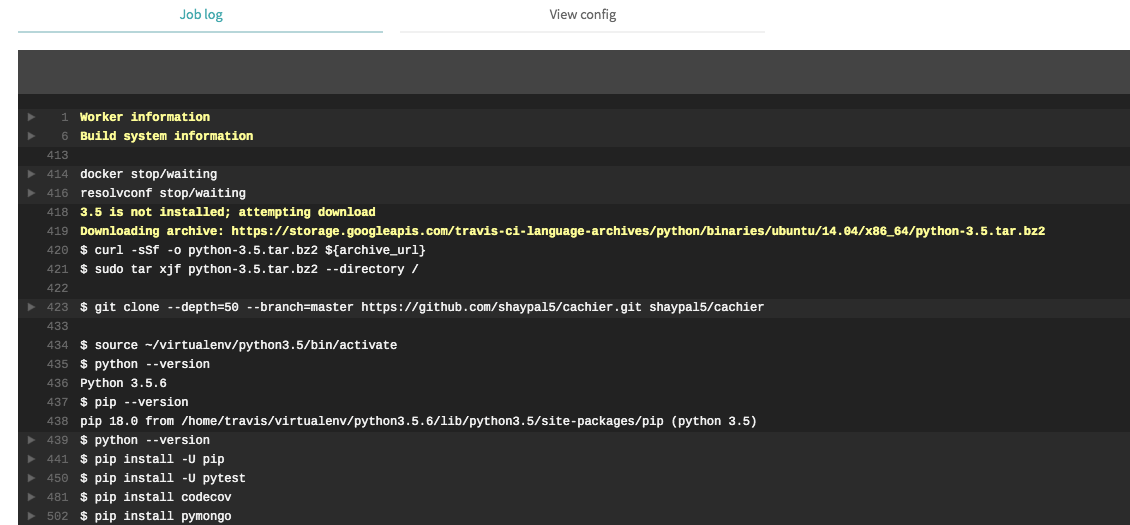 Job log
View config
1 Worker information
6 Build system information
413
414 docker stop/waiting
416 resolvconf stop/waiting
418 3.5 is not installed; attempting download
419 Downloading archive: https://storage.googleapis.com/travis-ci-language-archives/python/binaries/ubuntu/14.04/x86_64/python-3.5.tar.bz2
420 $ curl -sSf -o python-3.5.tar.bz2 ${archive_url}
421 $ sudo tar xjf python-3.5.tar.bz2 --directory /
422
423 $ git clone --depth=50 --branch=master https://github.com/shaypal5/cachier.git shaypal5/cachier
433
434 $ source ~/virtualenv/python3.5/bin/activate
435 $ python --version
436 Python 3.5.6
437 $ pip --version
438 pip 18.0 from /home/travis/virtualenv/python3.5.6/lib/python3.5/site-packages/pip (python 3.5)
439 $ python --version
441 $ pip install -U pip
450 $ pip install -U pytest
481 $ pip install codecov
502 $ pip install pymongo